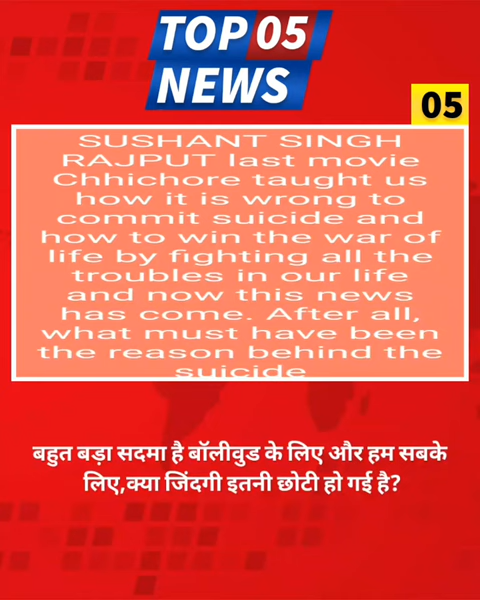 TOP 05
NEWS
05
SUSHANT SINGH
RAJPUT last movie
Chhichore taught us
how it is wrong to
commit suicide and
how to win the war of
life by fighting all the
troubles in our life
and now this news
has come. After all,
what must have been
the reason behind the
suicide
बहुत बड़ा सदमा है बॉलीवुड के लिए और हम सबके
लिए,क्या जिंदगी इतनी छोटी हो गई है?